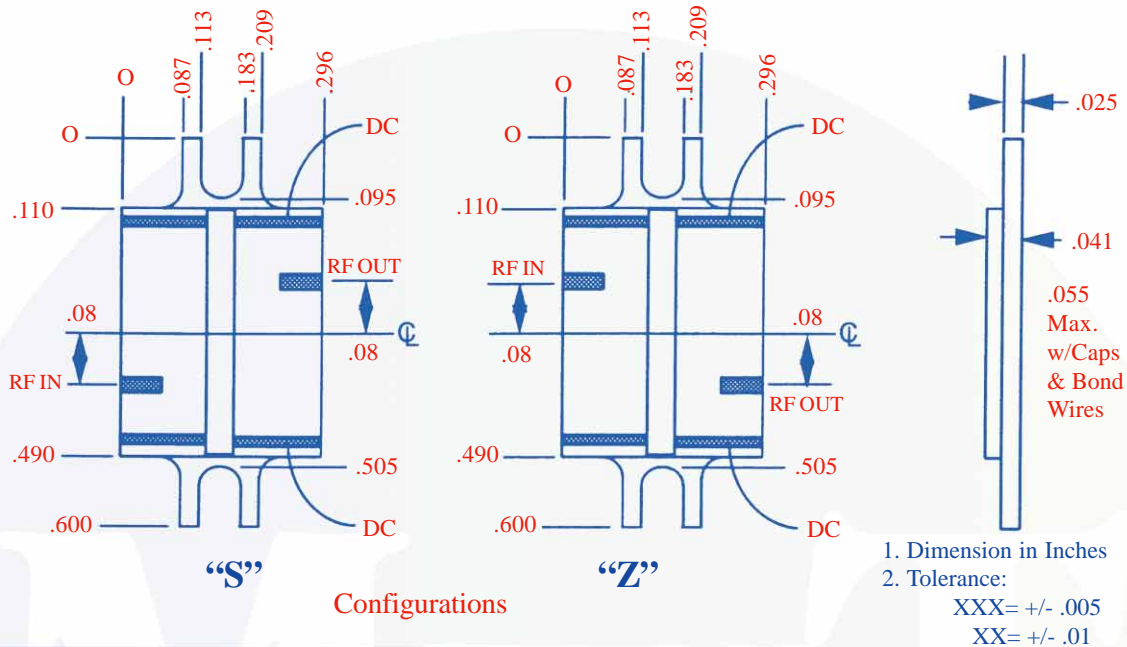 O
.087
.113
.183
.209
.296
O
DC
.110
.095
RF OUT
.08
.08
RF IN
.490
.505
.600
DC
“S”
O
.087
.113
.183
.209
.296
O
DC
.110
.095
RF IN
.08
.08
RF OUT
.490
.505
.600
DC
“Z”
Configurations
.025
.041
.055
Max.
w/Caps
& Bond
Wires
1. Dimension in Inches
2. Tolerance:
XXX= +/- .005
XX= +/- .01